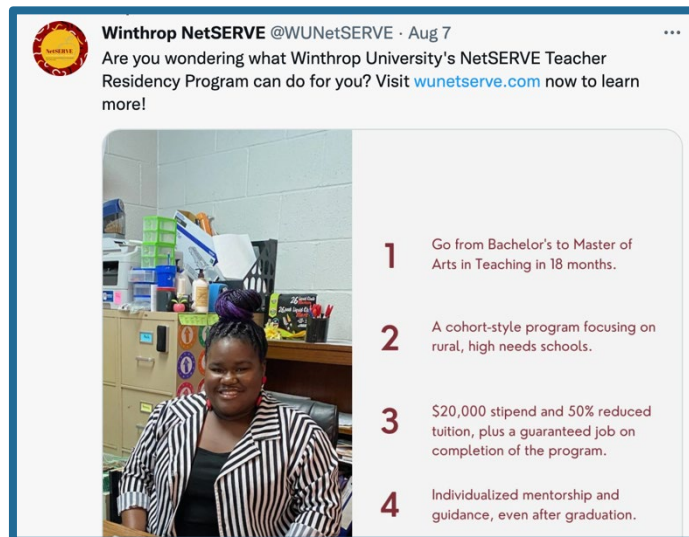 Winthrop NetSERVE @WUNetSERVE · Aug 7
Are you wondering what Winthrop University's NetSERVE Teacher
Residency Program can do for you? Visit wunetserve.com now to learn
more!
NetSERVE
1
Go from Bachelor's to Master of
Arts in Teaching in 18 months.
2
A cohort-style program focusing on
rural, high needs schools.
3
$20,000 stipend and 50% reduced
tuition, plus a guaranteed job on
completion of the program.
4
Individualized mentorship and
guidance, even after graduation.